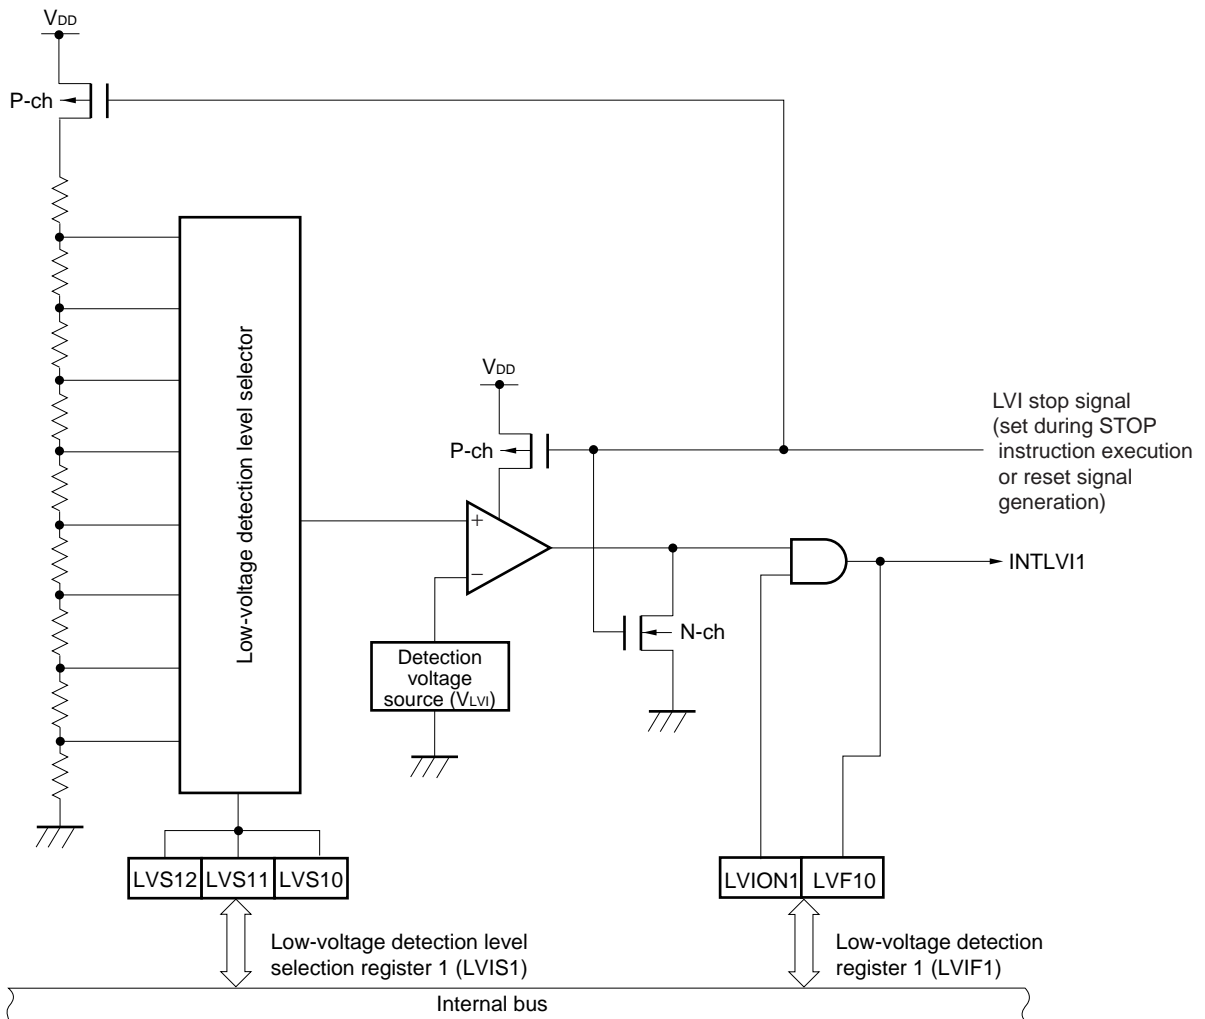 VDD
P-ch
Low-voltage detection level selector
VDD
P-ch
LVI stop signal
(set during STOP
instruction execution
or reset signal
generation)
+
−
INTLVI1
N-ch
Detection
voltage
source (VLVI)
LVS12 LVS11 LVS10
LVION1 LVF10
Low-voltage detection level
selection register 1 (LVIS1)
Low-voltage detection
register 1 (LVIF1)
Internal bus